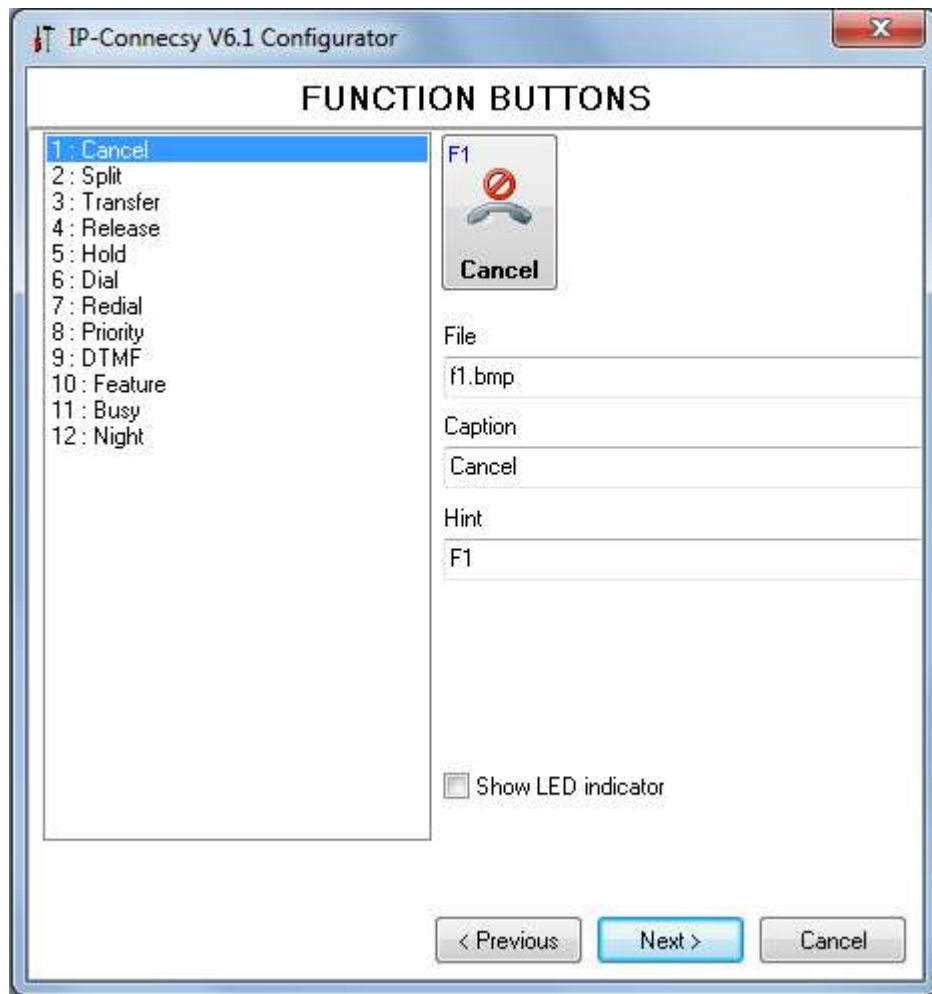 IP-Connecsy V6.1 Configurator
FUNCTION BUTTONS
1 : Cancel
2 : Split
3 : Transfer
4 : Release
5 : Hold
6 : Dial
7 : Redial
8 : Priority
9 : DTMF
10 : Feature
11 : Busy
12 : Night
F1
Cancel
File
f1.bmp
Caption
Cancel
Hint
F1
Show LED indicator
< Previous
Next >
Cancel